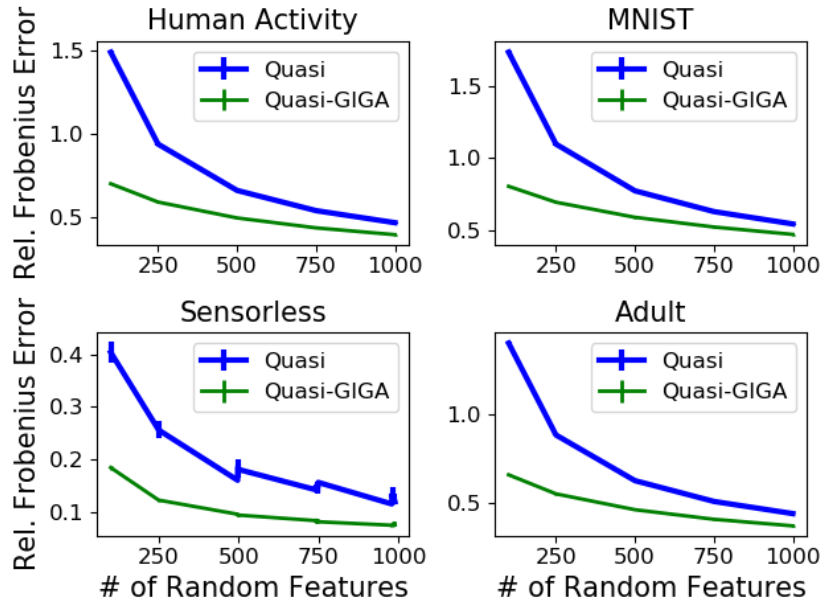 Human Activity
Rel. Frobenius Error
1.5
1.0
0.5
Quasi
Quasi-GIGA
250 500 750 1000
MNIST
1.5
1.0
0.5
Quasi
Quasi-GIGA
250 500 750 1000
Sensorless
Rel. Frobenius Error
0.4
0.3
0.2
0.1
Quasi
Quasi-GIGA
250 500 750 1000
# of Random Features
Adult
1.0
0.5
Quasi
Quasi-GIGA
250 500 750 1000
# of Random Features